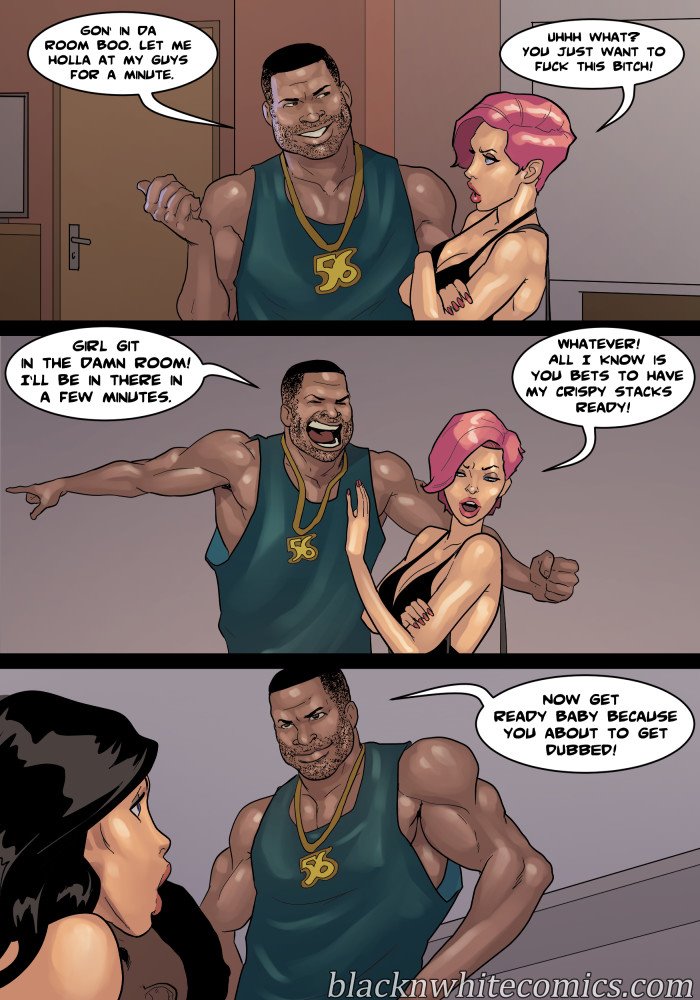 GON' IN DA
ROOM BOO. LET ME
HOLLA AT MY GUYS
FOR A MINUTE.
UHHH WHAT?
YOU JUST WANT TO
FUCK THIS BITCH!
56
GIRL GIT
IN THE DAMN ROOM!
I'LL BE IN THERE IN
A FEW MINUTES.
WHATEVER!
ALL I KNOW IS
YOU BETS TO HAVE
MY CRISPY STACKS
READY!
56
NOW GET
READY BABY BECAUSE
YOU ABOUT TO GET
DUBBED!
56
blacknwhitecomics.com